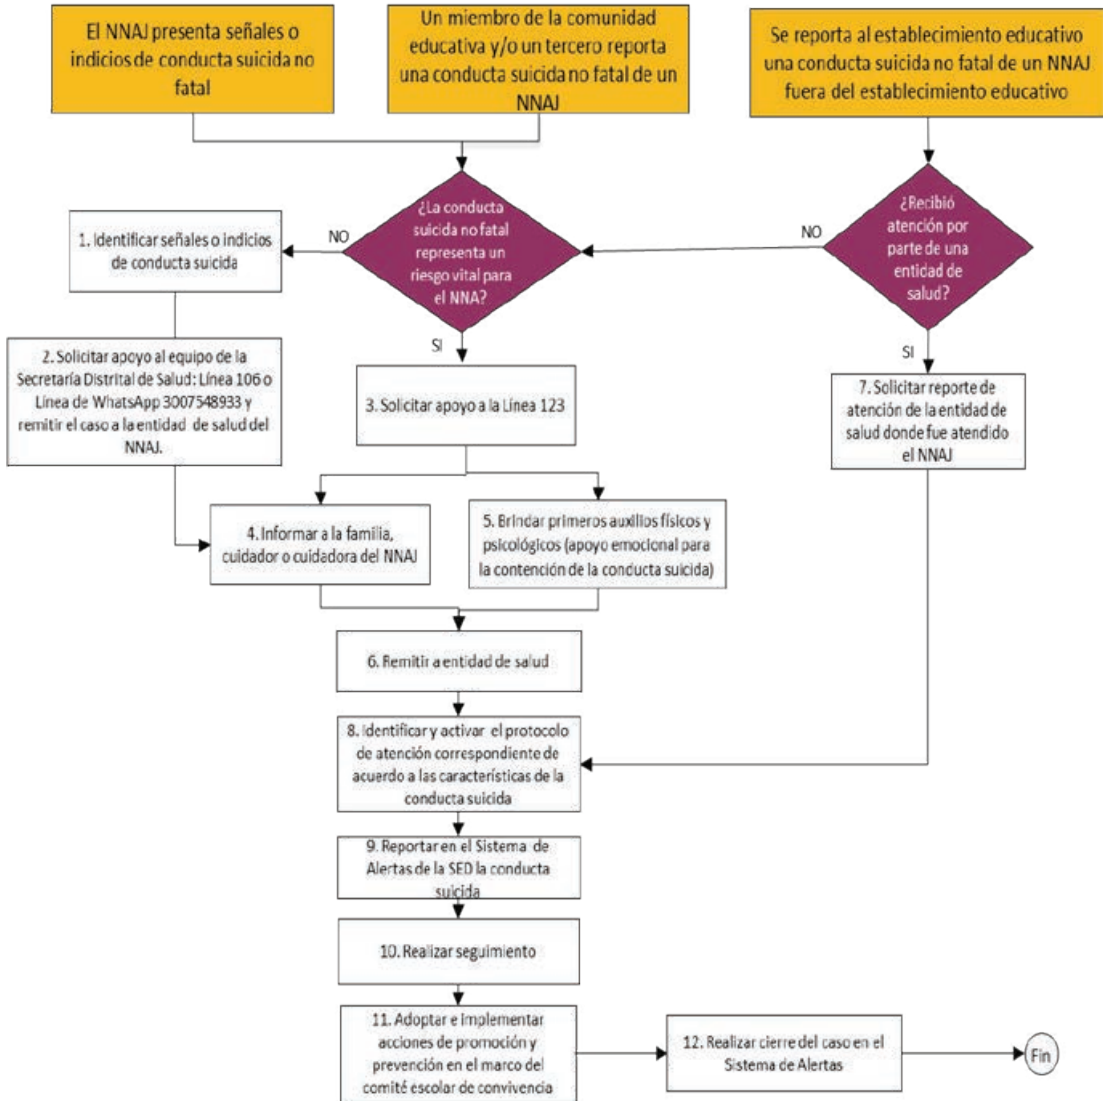 El NNAJ presenta señales o
indicios de conducta suicida no
fatal
Un miembro de la comunidad
educativa y/o un tercero reporta
una conducta suicida no fatal de un
NNAJ
Se reporta al establecimiento educativo
una conducta suicida no fatal de un NNAJ
fuera del establecimiento educativo
¿La conducta
suicida no fatal
representa un
riesgo vital para
el NNA?
¿Recibió
atención por
parte de una
entidad de
salud?
NO
NO
1. Identificar señales o indicios
de conducta suicida
SI
SI
2. Solicitar apoyo al equipo de la
Secretaría Distrital de Salud: Línea 106 o
Línea de WhatsApp 3007548933 y
remitir el caso a la entidad de salud del
NNAJ.
3. Solicitar apoyo a la Línea 123
7. Solicitar reporte de
atención de la entidad de
salud donde fue atendido
el NNAJ
4. Informar a la familia,
cuidador o cuidadora del NNAJ
5. Brindar primeros auxilios físicos y
psicológicos (apoyo emocional para
la contención de la conducta suicida)
6. Remitir a entidad de salud
8. Identificar y activar el protocolo
de atención correspondiente de
acuerdo a las características de la
conducta suicida
9. Reportar en el Sistema de
Alertas de la SED la conducta
suicida
10. Realizar seguimiento
11. Adoptar e implementar
acciones de promoción y
prevención en el marco del
comité escolar de convivencia
12. Realizar cierre del caso en el
Sistema de Alertas
Fin